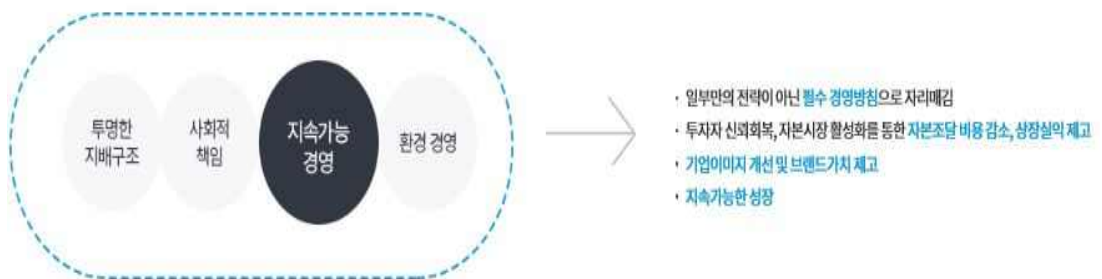 투명한
지배구조
사회적
책임
지속가능
경영
환경 경영
· 일부만의 전략이 아닌 필수 경영방침으로 자리매김
· 투자자 신뢰회복, 자본시장 활성화를 통한 자본조달 비용 감소, 상장실익 제고
· 기업이미지 개선 및 브랜드가치 제고
· 지속가능한 성장